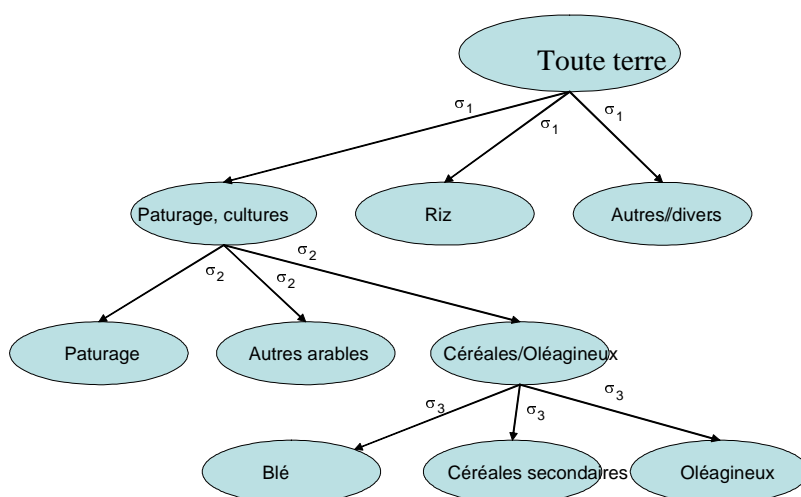 Toute terre
σ1
σ1
σ1
Paturage, cultures
Riz
Autres//divers
σ2
σ2
σ2
Paturage
Autres arables
Céréales/Oléagineux
σ3
σ3
σ3
Blé
Céréales secondaires
Oléagineux